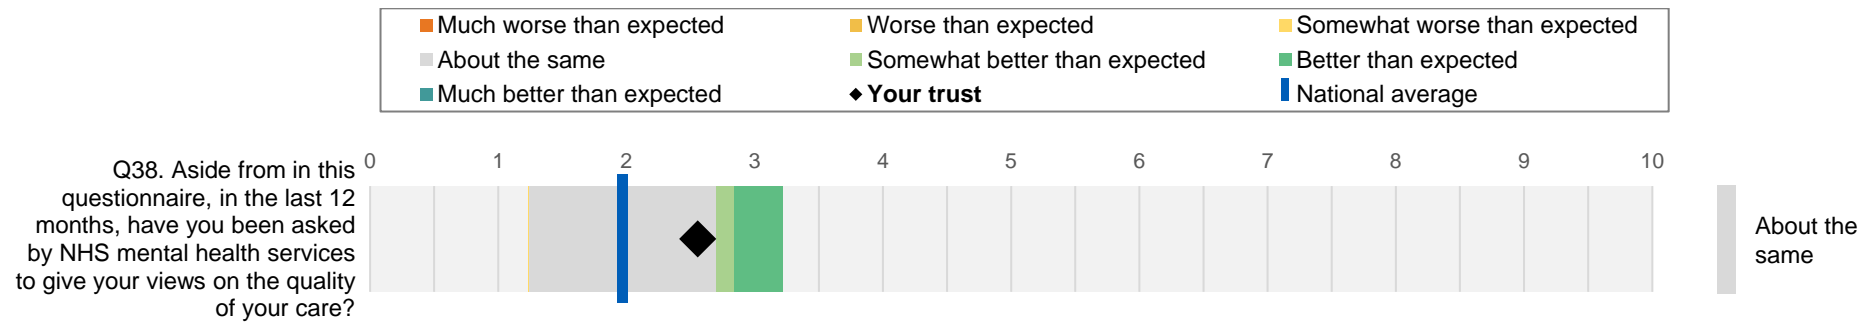 Much worse than expected
Worse than expected
Somewhat worse than expected
About the same
Somewhat better than expected
Better than expected
Much better than expected
Your trust
National average
0 1 2 3 4 5 6 7 8 9 10
Q38. Aside from in this
questionnaire, in the last 12
months, have you been asked
by NHS mental health services
to give your views on the quality
of your care?
About the
same